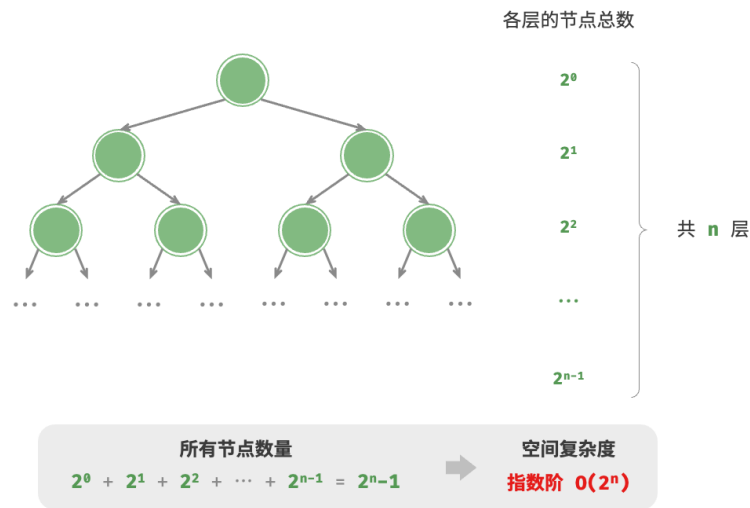 各层的节点总数
2⁰
2¹
2²
...
2ⁿ⁻¹
共 n 层
... ... ... ... ... ... ... ...
所有节点数量
2⁰ + 2¹ + 2² + ··· + 2ⁿ⁻¹ = 2ⁿ-1
空间复杂度
指数阶 O(2ⁿ)